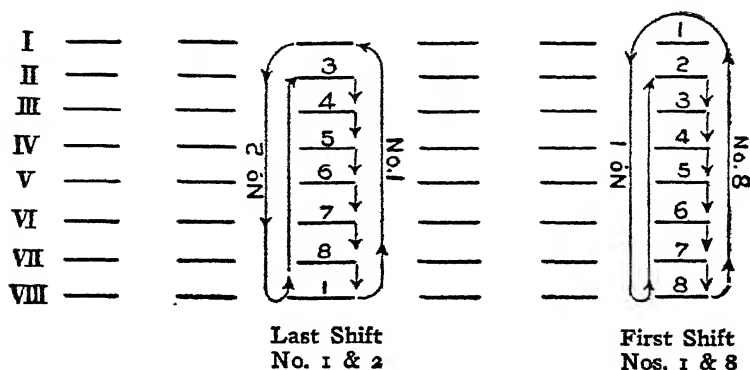 I 1
II 3 2
III 4 3
IV 5 4
V 6 5
VI 7 6
VII 8 7
VIII 1 8
No. 2
No.1
No 1
No.8
Last Shift
No. 1 & 2
First Shift
Nos. 1 & 8